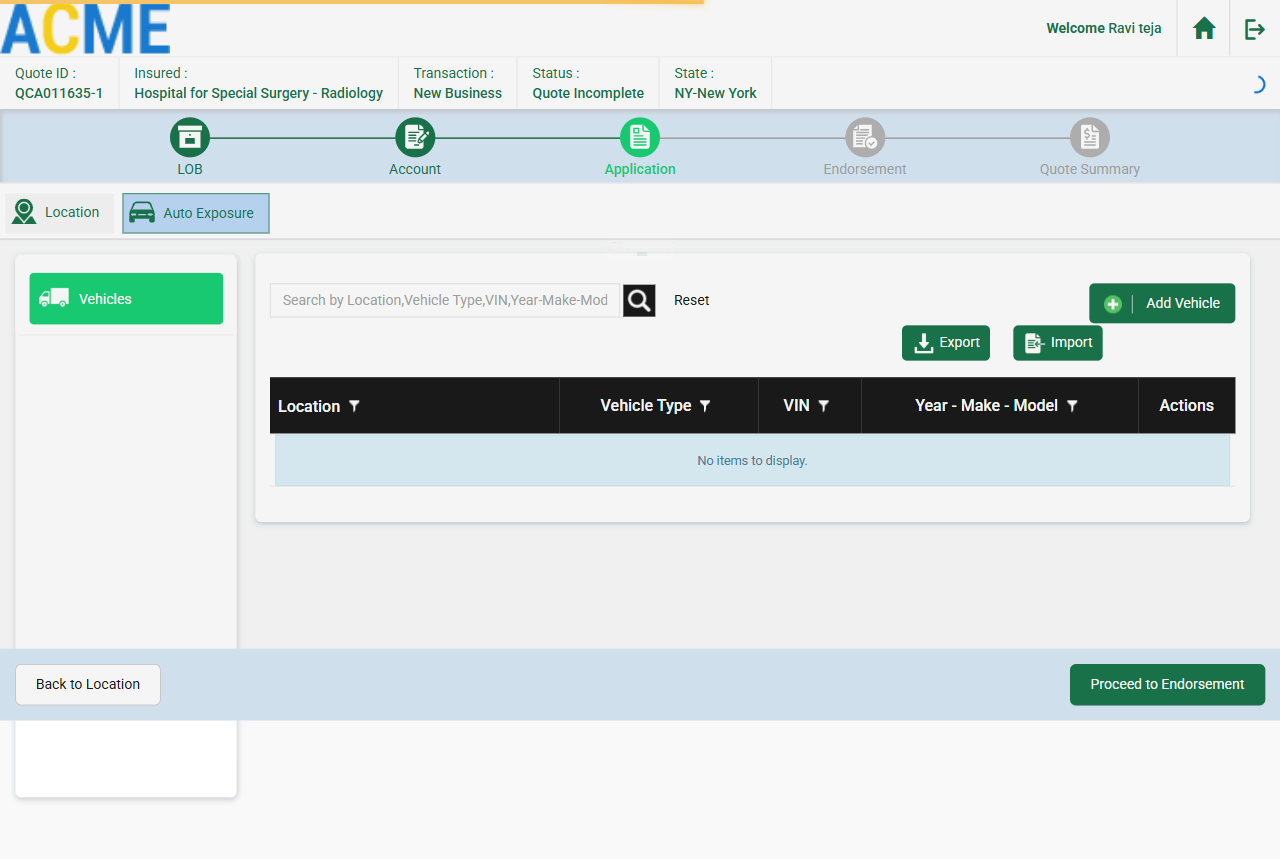 ACME
Welcome Ravi teja
Quote ID :
QCA011635-1
Insured :
Hospital for Special Surgery - Radiology
Transaction :
New Business
Status :
Quote Incomplete
State :
NY-New York
LOB
Account
Application
Endorsement
Quote Summary
Location
Auto Exposure
Vehicles
Search by Location,Vehicle Type,VIN,Year-Make-Mod
Reset
Add Vehicle
Export
Import
Location
Vehicle Type
VIN
Year - Make - Model
Actions
No items to display.
Back to Location
Proceed to Endorsement